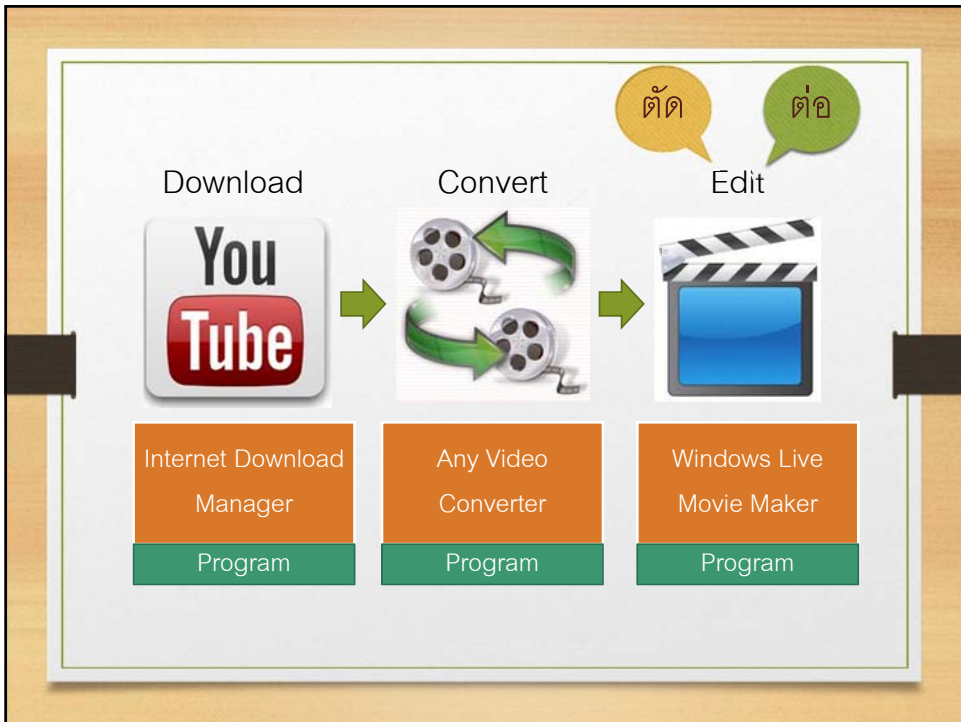 ตัด
ต่อ
Download
Convert
Edit
You
Tube
Internet Download
Manager
Program
Any Video
Converter
Program
Windows Live
Movie Maker
Program